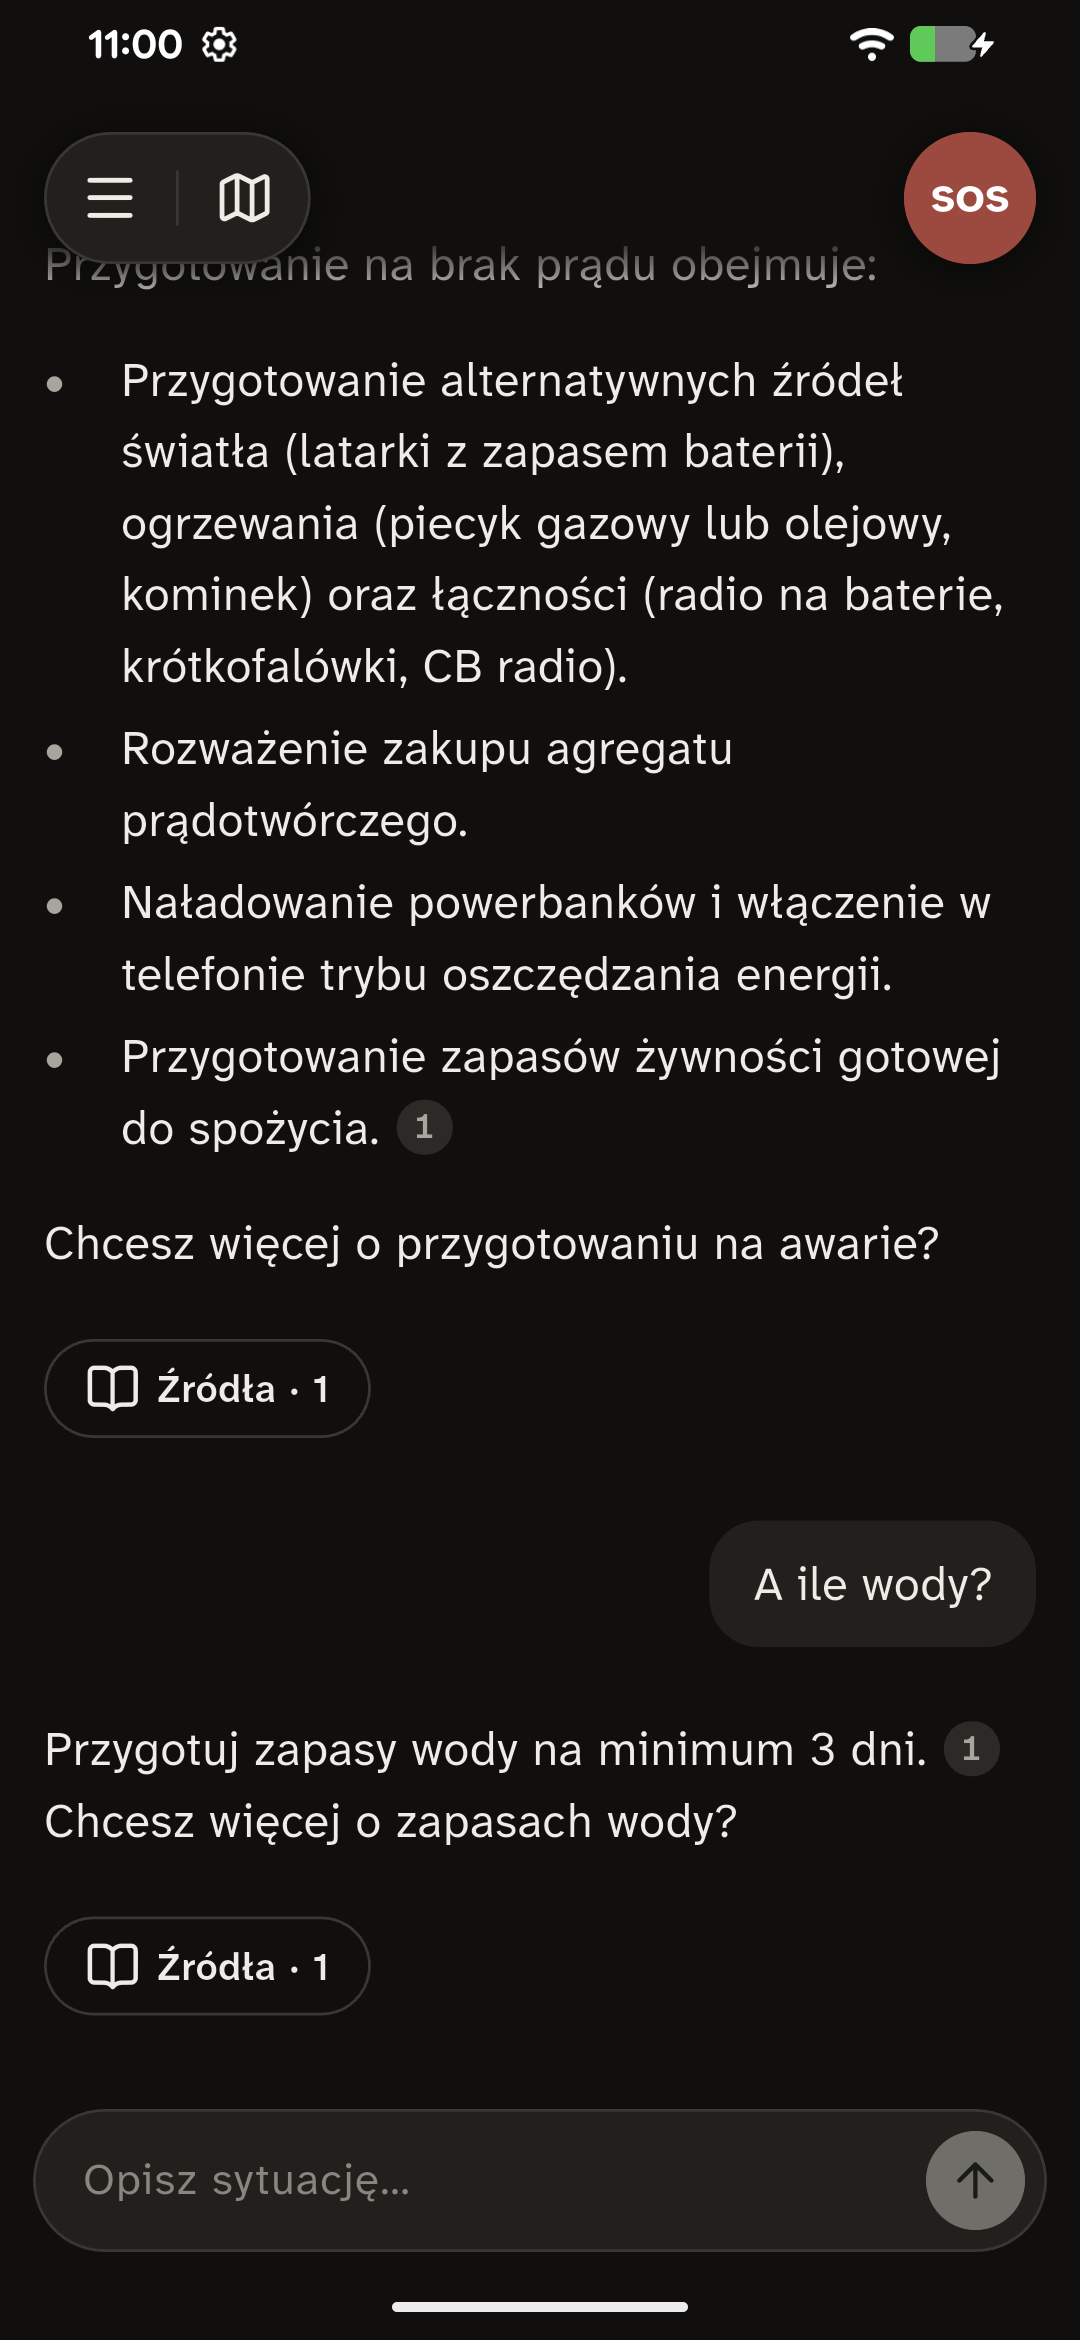 11:00
SOS
Przygotowanie na brak prądu obejmuje:
• Przygotowanie alternatywnych źródeł
światła (latarki z zapasem baterii),
ogrzewania (piecyk gazowy lub olejowy,
kominek) oraz łączności (radio na baterie,
krótkofalówki, CB radio).
• Rozważenie zakupu agregatu
prądotwórczego.
• Naładowanie powerbanków i włączenie w
telefonie trybu oszczędzania energii.
• Przygotowanie zapasów żywności gotowej
do spożycia. 1
Chcesz więcej o przygotowaniu na awarie?
Źródła · 1
A ile wody?
Przygotuj zapasy wody na minimum 3 dni. 1
Chcesz więcej o zapasach wody?
Źródła · 1
Opisz sytuację...